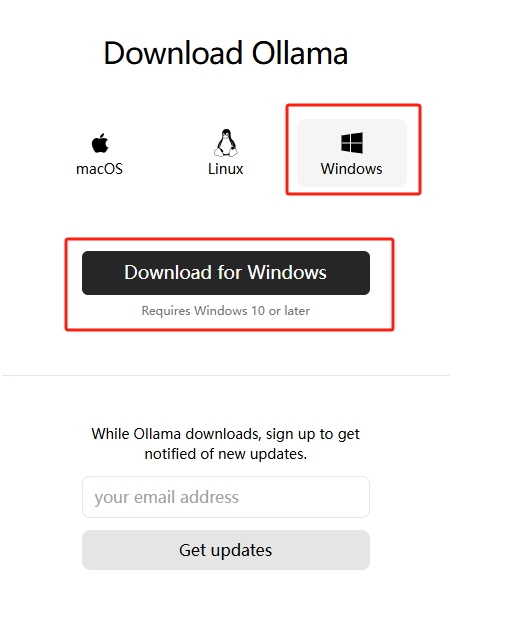 Download Ollama
macOS
Linux
Windows
Download for Windows
Requires Windows 10 or later
While Ollama downloads, sign up to get
notified of new updates.
your email address
Get updates